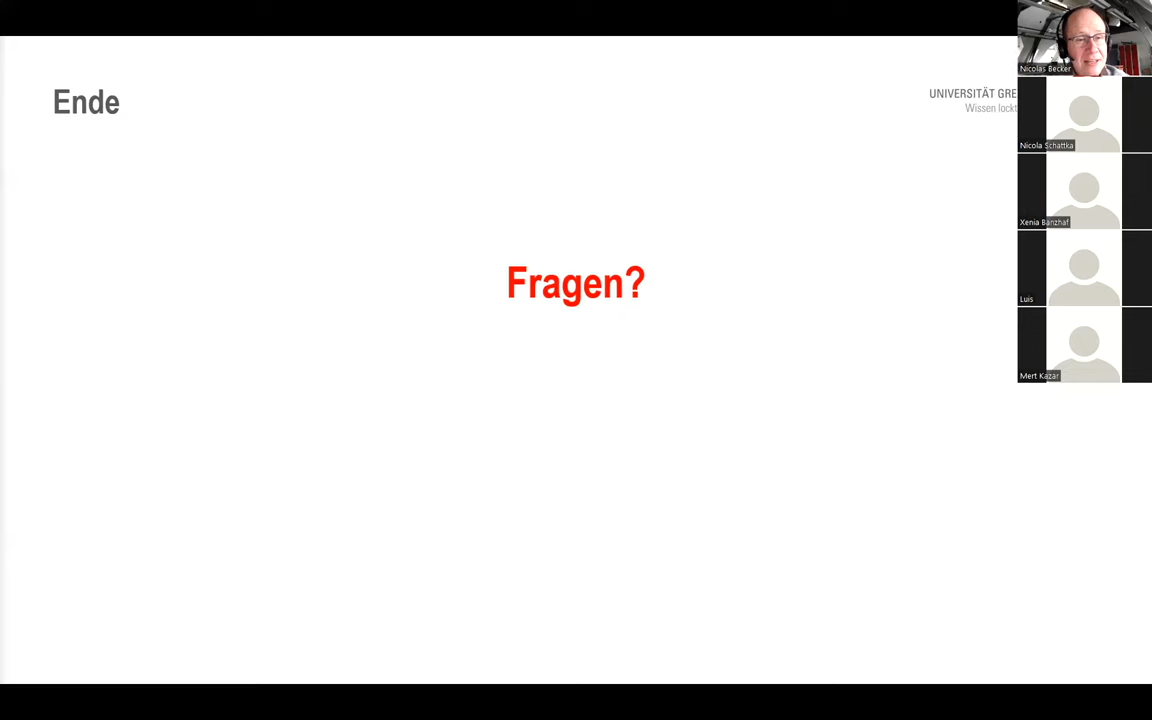 Ende
UNIVERSITÄT GRE
Wissen lockt
Fragen?
Nicolas Becker
Nicola Schattka
Xenia Banzhaf
Luis
Mert Kazar